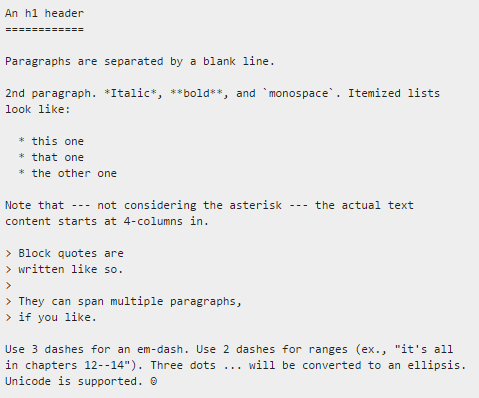 An h1 header
============
Paragraphs are separated by a blank line.
2nd paragraph. *Italic*, **bold**, and `monospace`. Itemized lists
look like:
  * this one
  * that one
  * the other one
Note that --- not considering the asterisk --- the actual text
content starts at 4-columns in.
> Block quotes are
> written like so.
>
> They can span multiple paragraphs,
> if you like.
Use 3 dashes for an em-dash. Use 2 dashes for ranges (ex., "it's all
in chapters 12--14"). Three dots ... will be converted to an ellipsis.
Unicode is supported. ☺